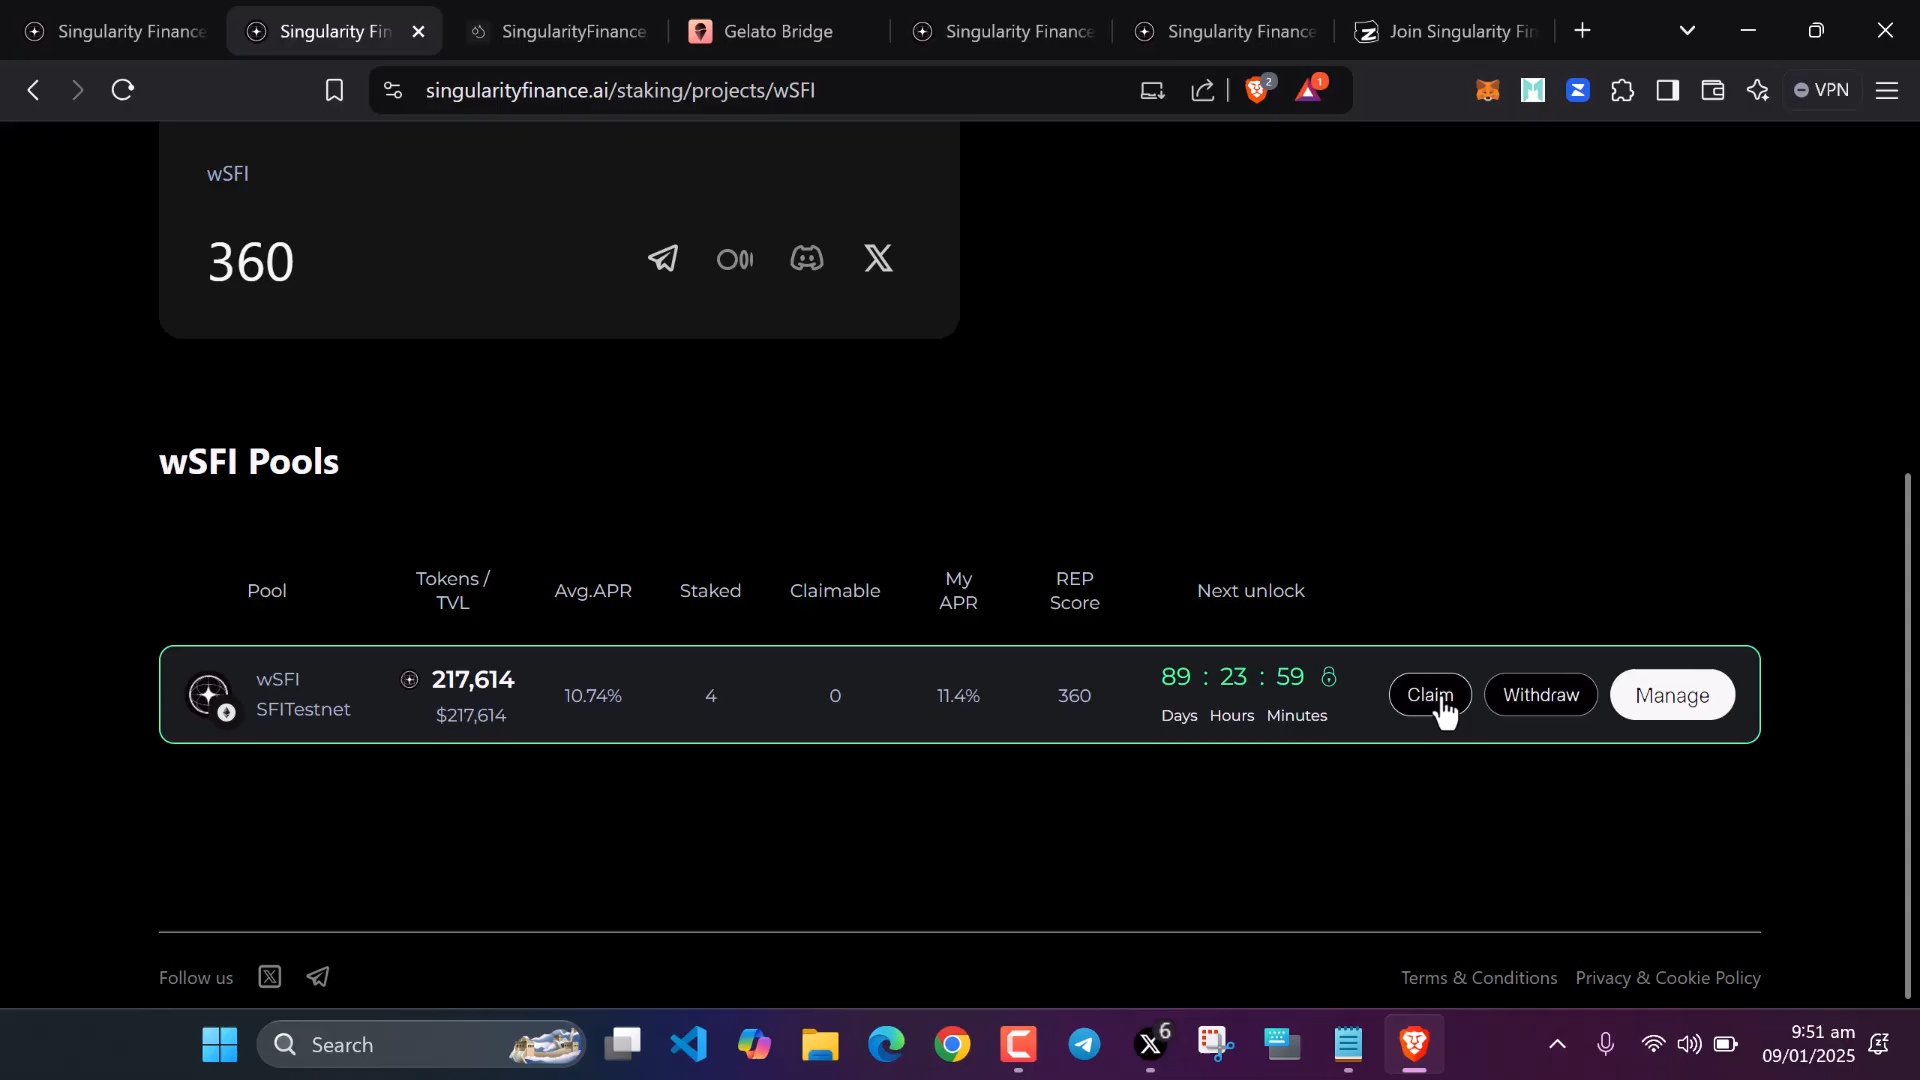 Singularity Finance
Singularity Fin
SingularityFinance
Gelato Bridge
Singularity Finance
Singularity Finance
Join Singularity Fin
singularityfinance.ai/staking/projects/wSFI
2
1
VPN
wSFI
360
wSFI Pools
Pool
Tokens /
TVL
Avg.APR
Staked
Claimable
My
APR
REP
Score
Next unlock
wSFI
SFITestnet
217,614
$217,614
10.74%
4
0
11.4%
360
89 : 23 : 59
Days Hours Minutes
Claim
Withdraw
Manage
Follow us
Terms & Conditions
Privacy & Cookie Policy
Search
6
9:51 am
09/01/2025